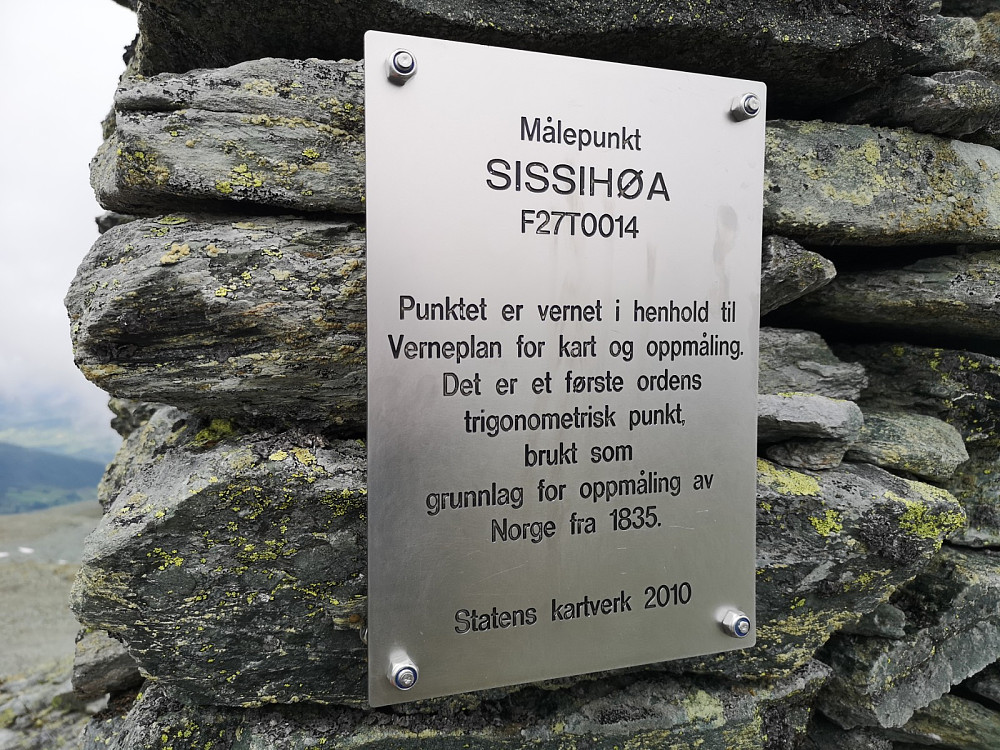 Målepunkt
SISSIHØA
F27T0014
Punktet er vernet i henhold til
Verneplan for kart og oppmåling.
Det er et første ordens
trigonometrisk punkt,
brukt som
grunnlag for oppmåling av
Norge fra 1835.
Statens kartverk 2010